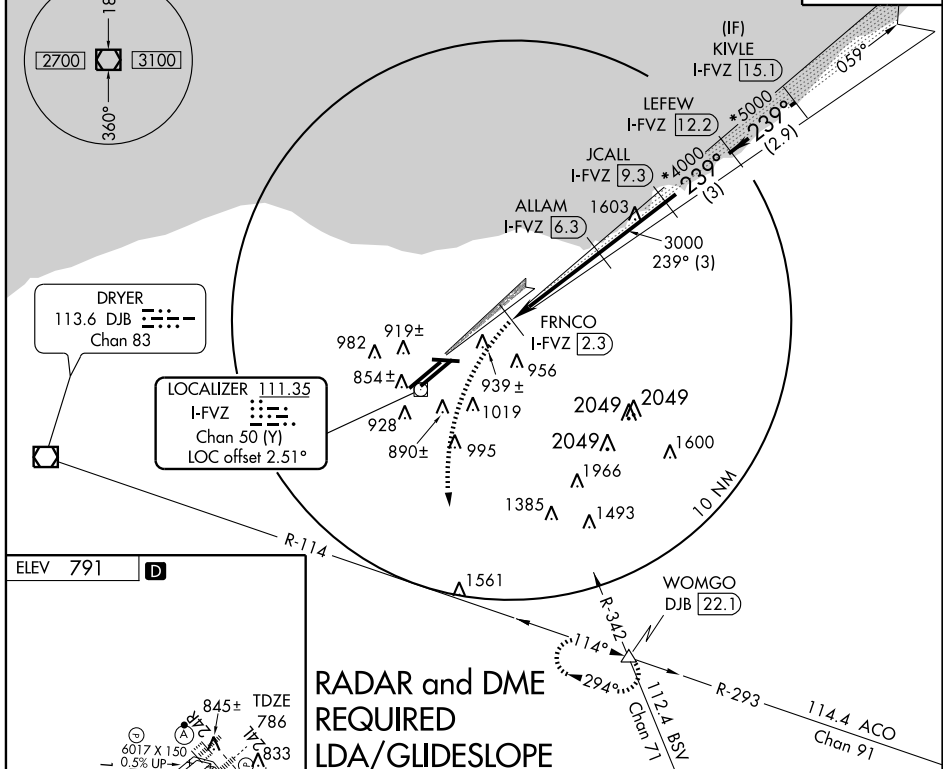 18
2700
3100
360°
(IF)
KIVLE
I-FVZ 15.1
059°
LEFEW
I-FVZ 12.2
*5000
239°
(2.9)
JCALL
I-FVZ 9.3
*4000
239°
(3)
ALLAM
I-FVZ 6.3
1603
3000
239° (3)
DRYER
113.6 DJB
Chan 83
FRNCO
I-FVZ 2.3
982
919±
956
854±
939±
LOCALIZER 111.35
I-FVZ
Chan 50 (Y)
LOC offset 2.51°
928
1019
890±
995
2049
2049
2049
1600
1966
1385
1493
10 NM
R-114
ELEV 791
D
1561
WOMGO
DJB 22.1
R-342
114°
294°
R-293
112.4 BSV
Chan 71
114.4 ACO
Chan 91
RADAR and DME
REQUIRED
LDA/GLIDESLOPE
845±
TDZE
786
24R
24L
P
A
6017 X 150
0.5% UP
833
P